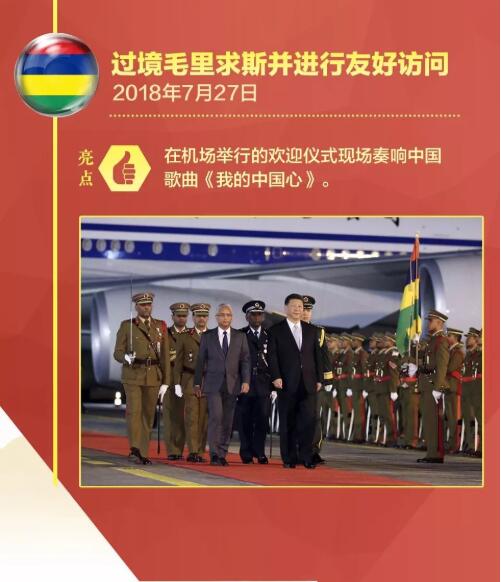 过境毛里求斯并进行友好访问
2018年7月27日
亮点
在机场举行的欢迎仪式现场奏响中国
歌曲《我的中国心》。